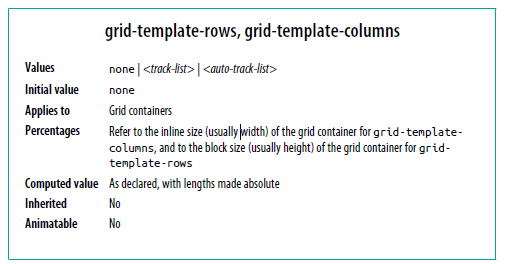 grid-template-rows, grid-template-columns
Values none | <track-list> | <auto-track-list>
Initial value none
Applies to Grid containers
Percentages Refer to the inline size (usually width) of the grid container for grid-template-
columns, and to the block size (usually height) of the grid container for grid-
template-rows
Computed value As declared, with lengths made absolute
Inherited No
Animatable No